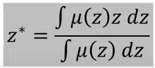 z* = ∫ μ(z)z dz / ∫ μ(z) dz